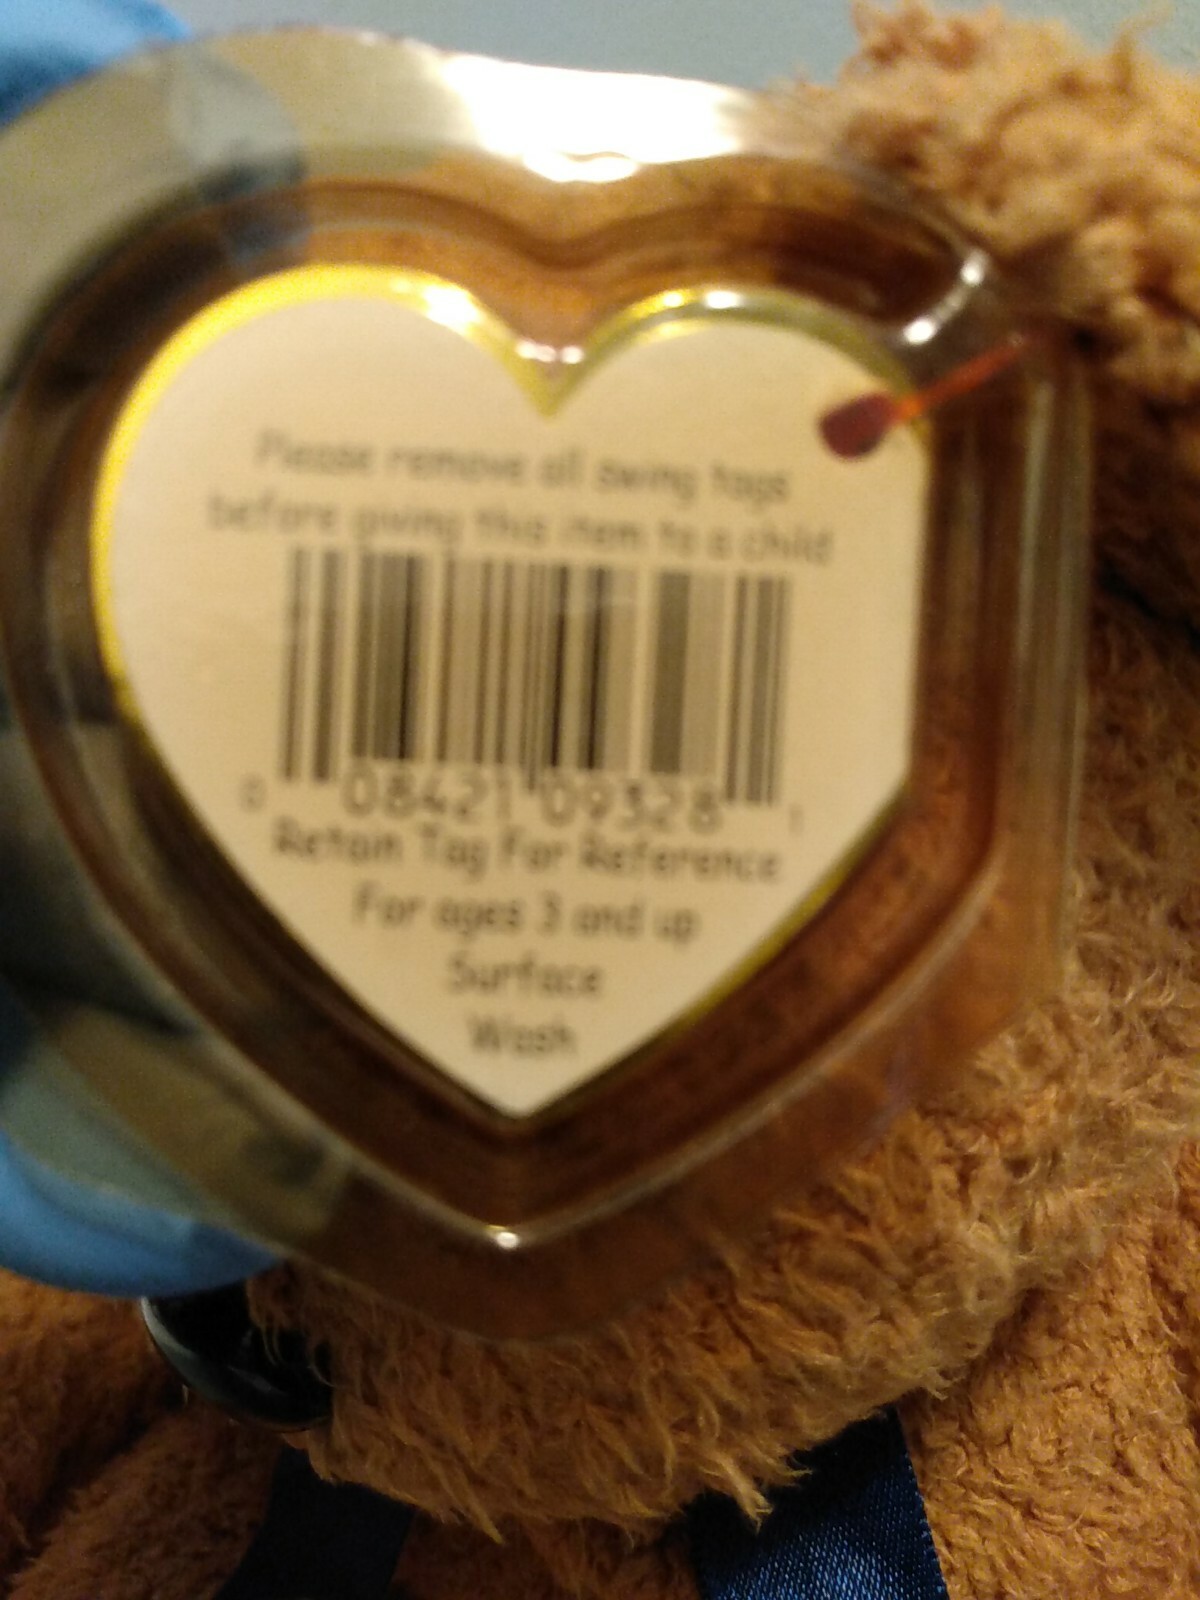 Please remove all swing tags
before giving this item to a child
0 08421 09328 1
Retain Tag For Reference
For ages 3 and up
Surface
Wash